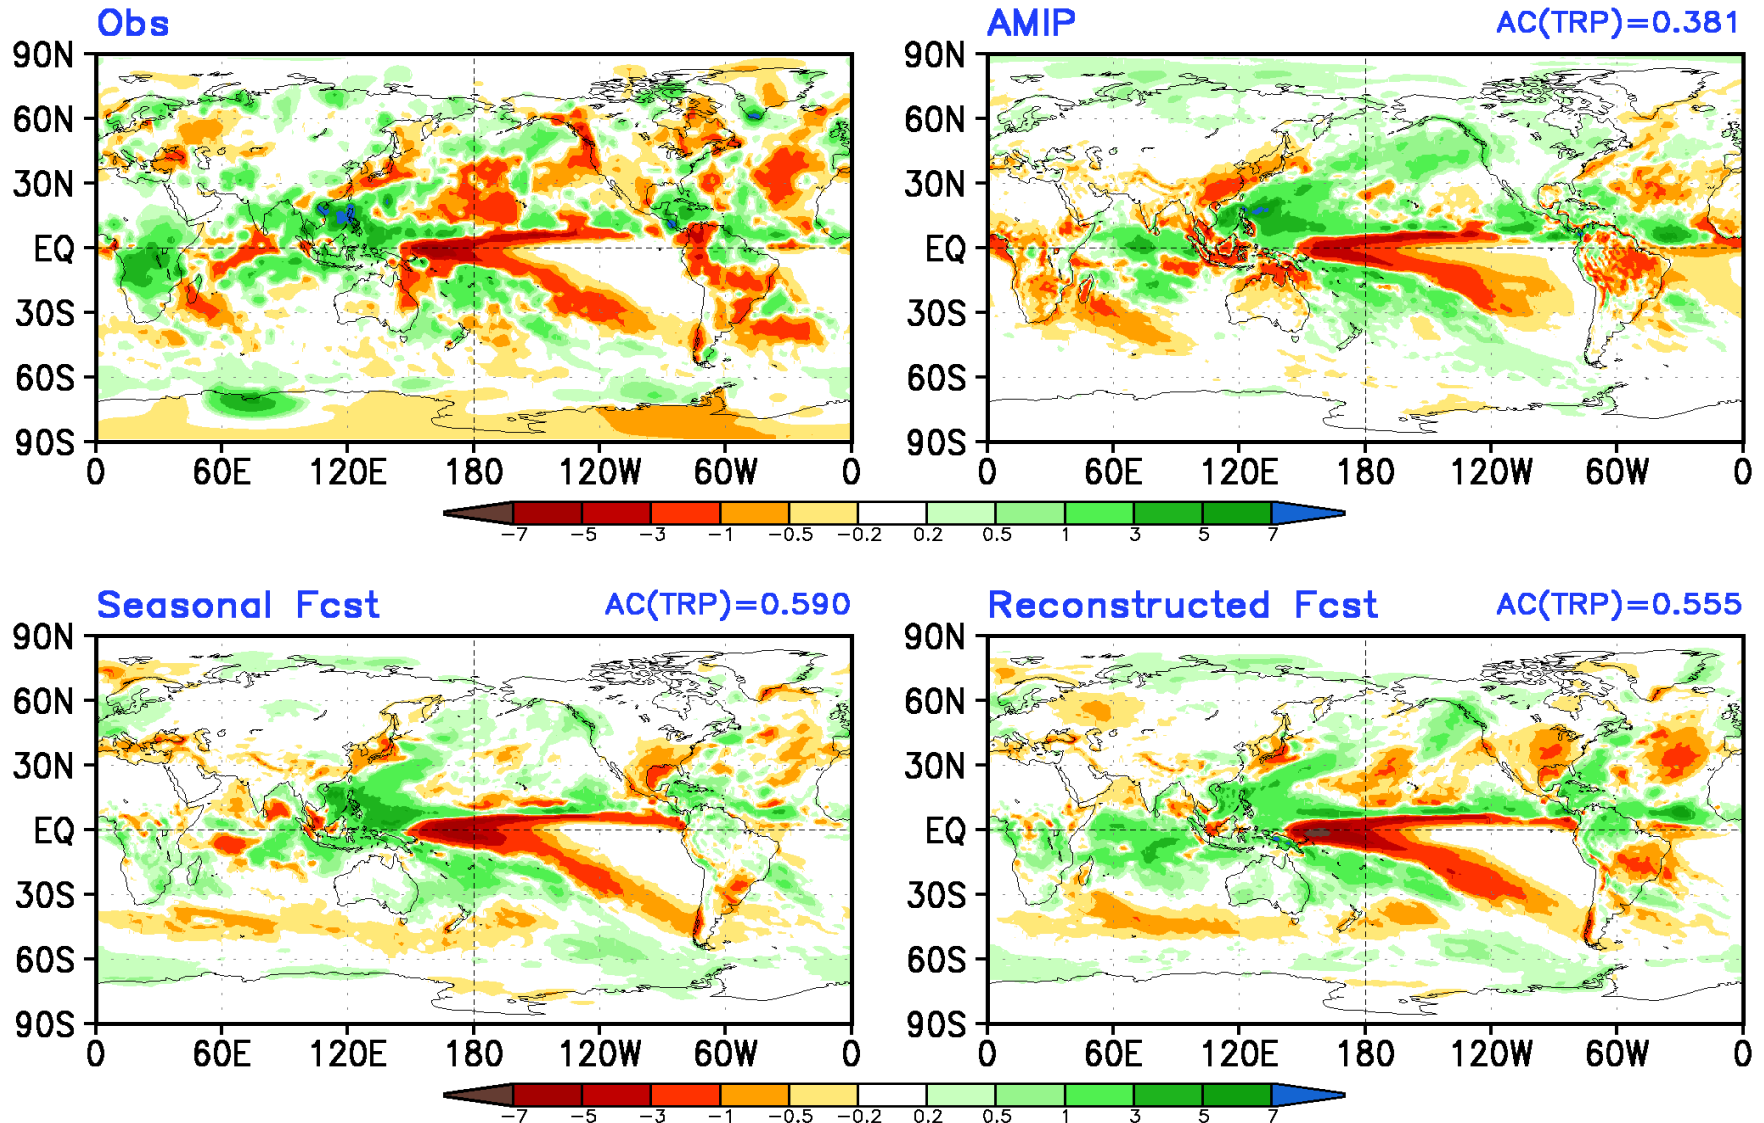 Obs
AMIP AC(TRP)=0.381
90N 90N
60N 60N
30N 30N
EQ EQ
30S 30S
60S 60S
90S 90S
0 60E 120E 180 120W 60W 0 0 60E 120E 180 120W 60W 0
−7 −5 −3 −1 −0.5 −0.2 0.2 0.5 1 3 5 7
Seasonal Fcst AC(TRP)=0.590
Reconstructed Fcst AC(TRP)=0.555
90N 90N
60N 60N
30N 30N
EQ EQ
30S 30S
60S 60S
90S 90S
0 60E 120E 180 120W 60W 0 0 60E 120E 180 120W 60W 0
−7 −5 −3 −1 −0.5 −0.2 0.2 0.5 1 3 5 7